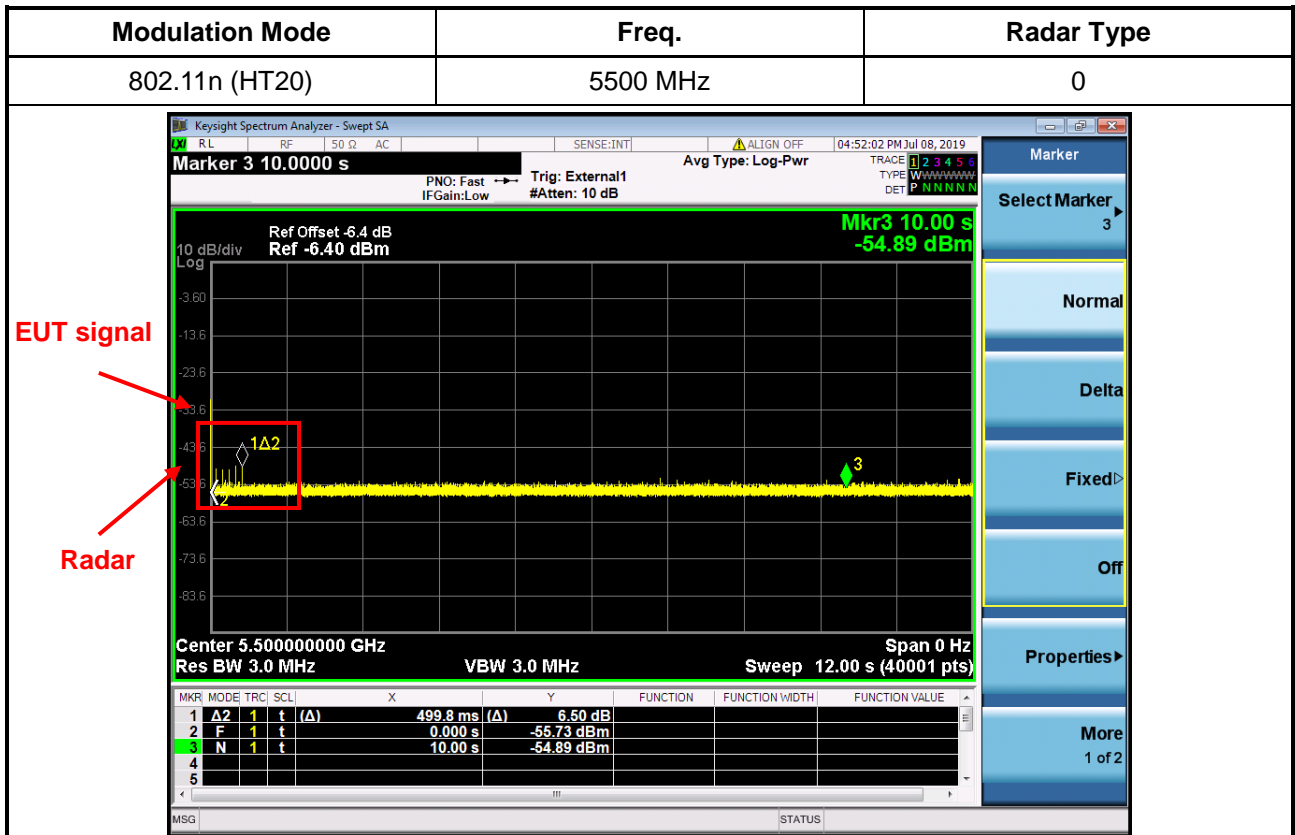 Modulation Mode Freq. Radar Type
802.11n (HT20) 5500 MHz 0
Keysight Spectrum Analyzer - Swept SA
LXI RL RF 50 Ω AC SENSE:INT ALIGN OFF 04:52:02 PM Jul 08, 2019
Marker 3 10.0000 s
PNO: Fast
IFGain:Low
Trig: External1
#Atten: 10 dB
Avg Type: Log-Pwr
TRACE 1 2 3 4 5 6
TYPE WWWWWWW
DET P N N N N N
Ref Offset -6.4 dB
10 dB/div Ref -6.40 dBm
Log
Mkr3 10.00 s
-54.89 dBm
-3.60
-13.6
-23.6
-33.6
-43.6
-53.6
-63.6
-73.6
-83.6
EUT signal
Radar
1Δ2
2
3
Center 5.500000000 GHz Span 0 Hz
Res BW 3.0 MHz VBW 3.0 MHz Sweep 12.00 s (40001 pts)
MKR MODE TRC SCL X Y FUNCTION FUNCTION WIDTH FUNCTION VALUE
1 Δ2 1 t (Δ) 499.8 ms (Δ) 6.50 dB
2 F 1 t 0.000 s -55.73 dBm
3 N 1 t 10.00 s -54.89 dBm
4
5
MSG STATUS
Marker
Select Marker
3
Normal
Delta
Fixed
Off
Properties
More
1 of 2